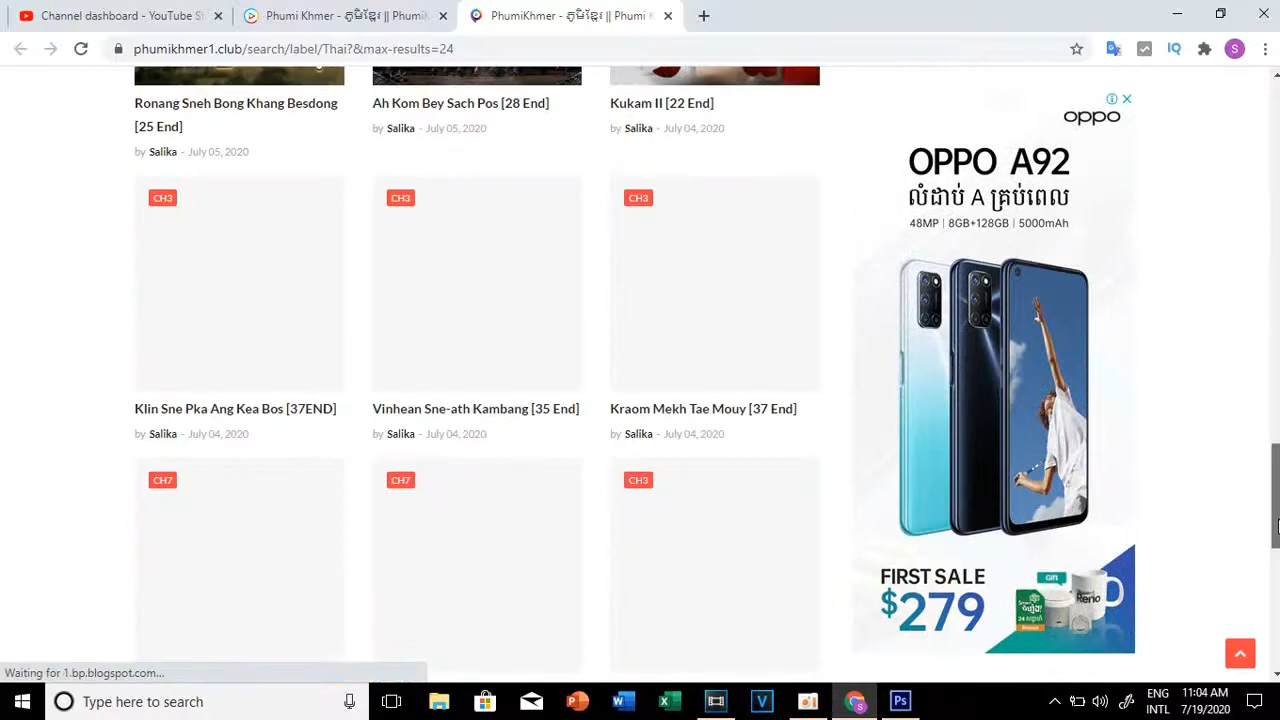 Channel dashboard - YouTube S
Phumi Khmer - ភូមិខ្មែរ || Phumi K
PhumiKhmer - ភូមិខ្មែរ || Phumi K
phumikhmer1.club/search/label/Thai?&max-results=24
Ronang Sneh Bong Khang Besdong
[25 End]
by Salika - July 05, 2020
Ah Kom Bey Sach Pos [28 End]
by Salika - July 05, 2020
Kukam II [22 End]
by Salika - July 04, 2020
CH3
CH3
CH3
Klin Sne Pka Ang Kea Bos [37END]
by Salika - July 04, 2020
Vinhean Sne-ath Kambang [35 End]
by Salika - July 04, 2020
Kraom Mekh Tae Mouy [37 End]
by Salika - July 04, 2020
CH7
CH7
CH3
oppo
OPPO A92
លំដាប់ A គ្រប់ពេល
48MP | 8GB+128GB | 5000mAh
FIRST SALE
$279
Gift
Reno
Waiting for 1.bp.blogspot.com...
Type here to search
ENG
INTL
11:04 AM
7/19/2020